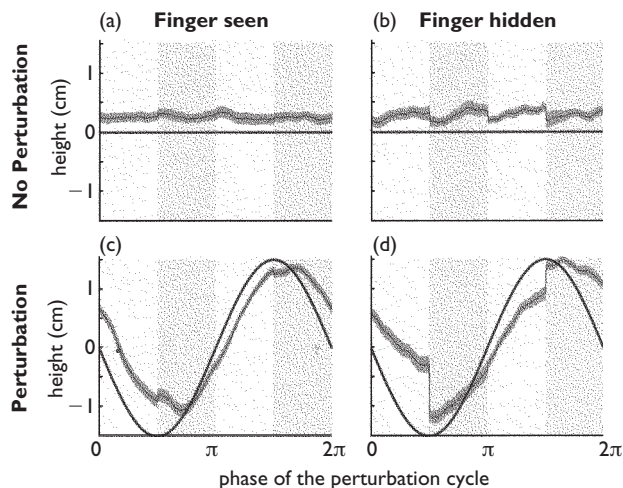 Finger seen
Finger hidden
(a)
(b)
No Perturbation
height (cm)
1
0
−1
(c)
(d)
Perturbation
height (cm)
1
0
−1
0
π
2π
0
π
2π
phase of the perturbation cycle